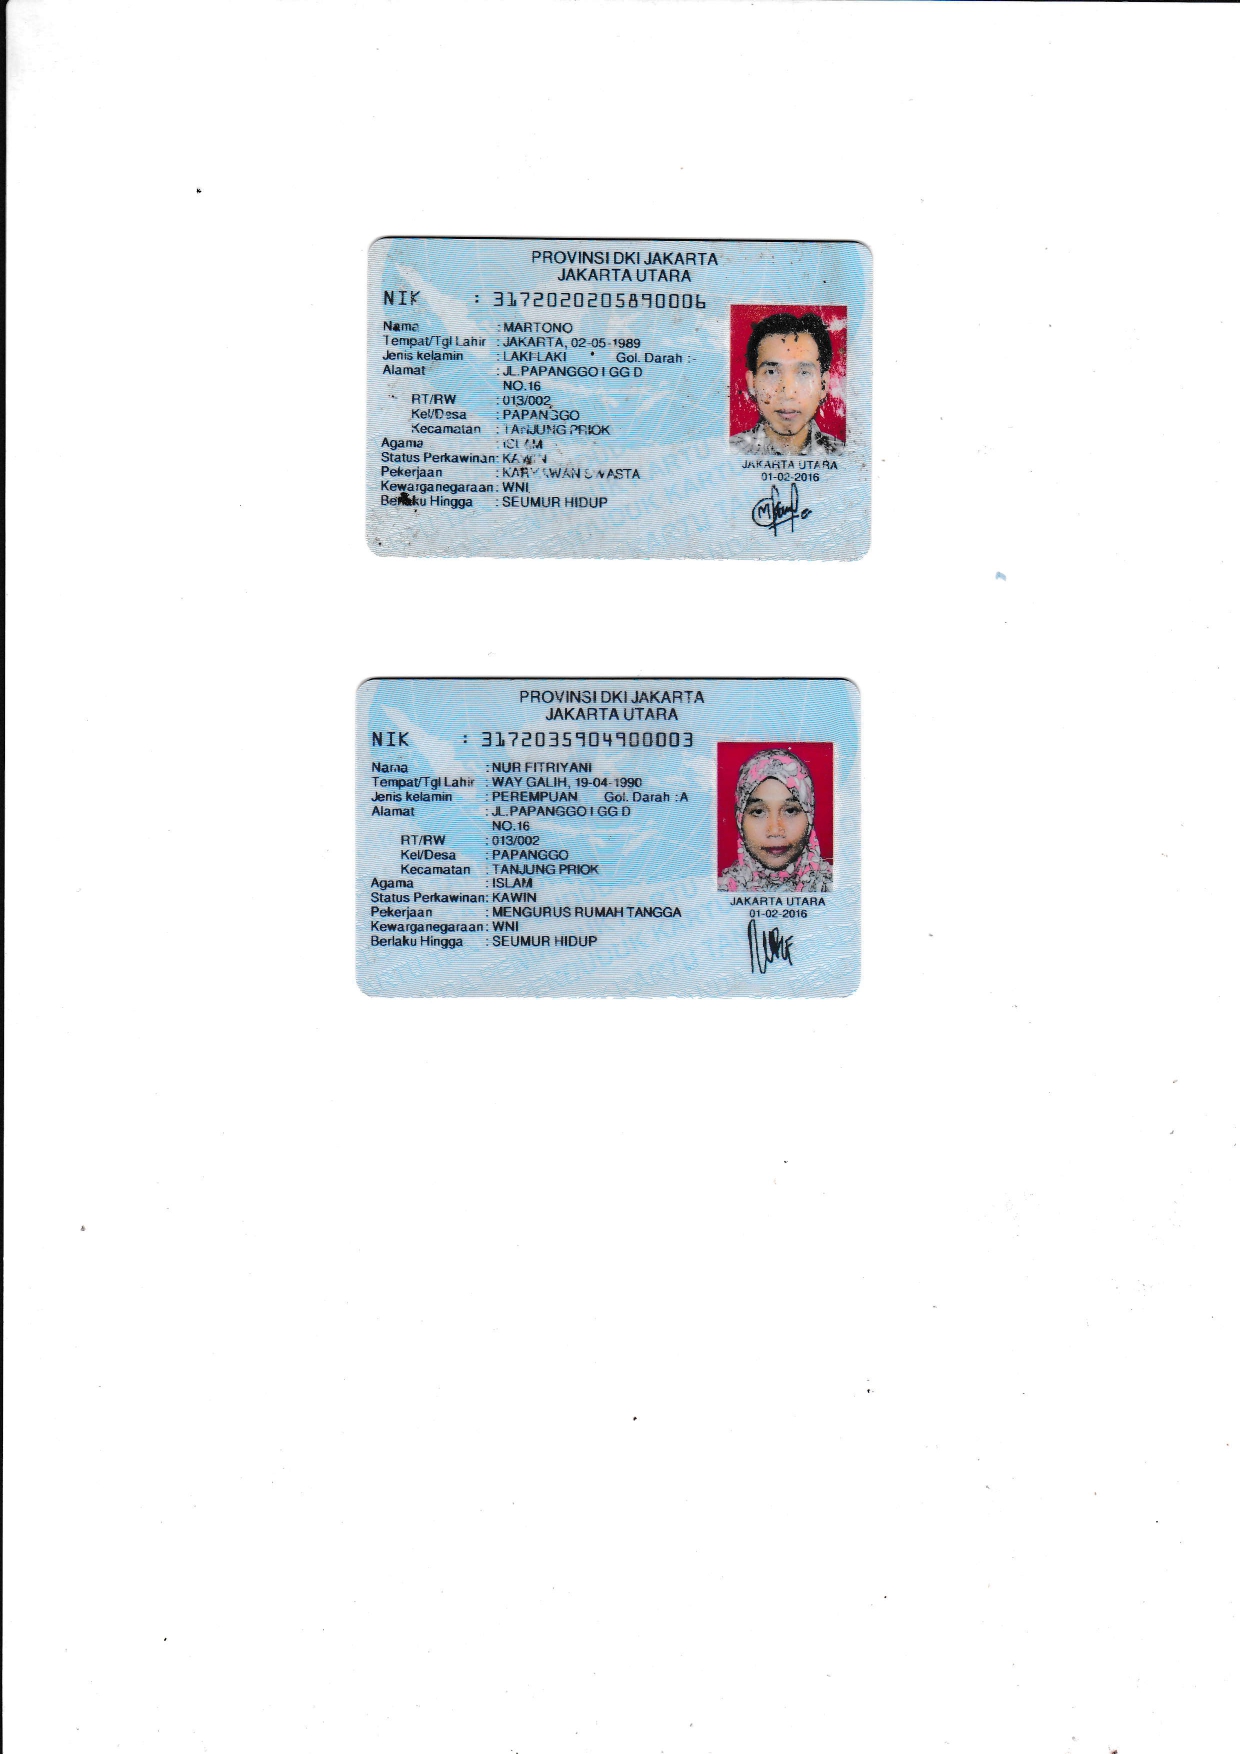 PROVINSI DKI JAKARTA
JAKARTA UTARA
NIK : 3172020205890006
Nama : MARTONO
Tempat/Tgl Lahir : JAKARTA, 02-05-1989
Jenis kelamin : LAKI-LAKI Gol. Darah :-
Alamat : JL.PAPANGGO I GG D
NO.16
RT/RW : 013/002
Kel/Desa : PAPANGGO
Kecamatan : TANJUNG PRIOK
Agama : ISLAM
Status Perkawinan: KAWIN
Pekerjaan : KARYAWAN SWASTA
Kewarganegaraan: WNI
Berlaku Hingga : SEUMUR HIDUP
JAKARTA UTARA
01-02-2016
PROVINSI DKI JAKARTA
JAKARTA UTARA
NIK : 3172035904900003
Nama : NUR FITRIYANI
Tempat/Tgl Lahir : WAY GALIH, 19-04-1990
Jenis kelamin : PEREMPUAN Gol. Darah :A
Alamat : JL.PAPANGGO I GG D
NO.16
RT/RW : 013/002
Kel/Desa : PAPANGGO
Kecamatan : TANJUNG PRIOK
Agama : ISLAM
Status Perkawinan: KAWIN
Pekerjaan : MENGURUS RUMAH TANGGA
Kewarganegaraan: WNI
Berlaku Hingga : SEUMUR HIDUP
JAKARTA UTARA
01-02-2016